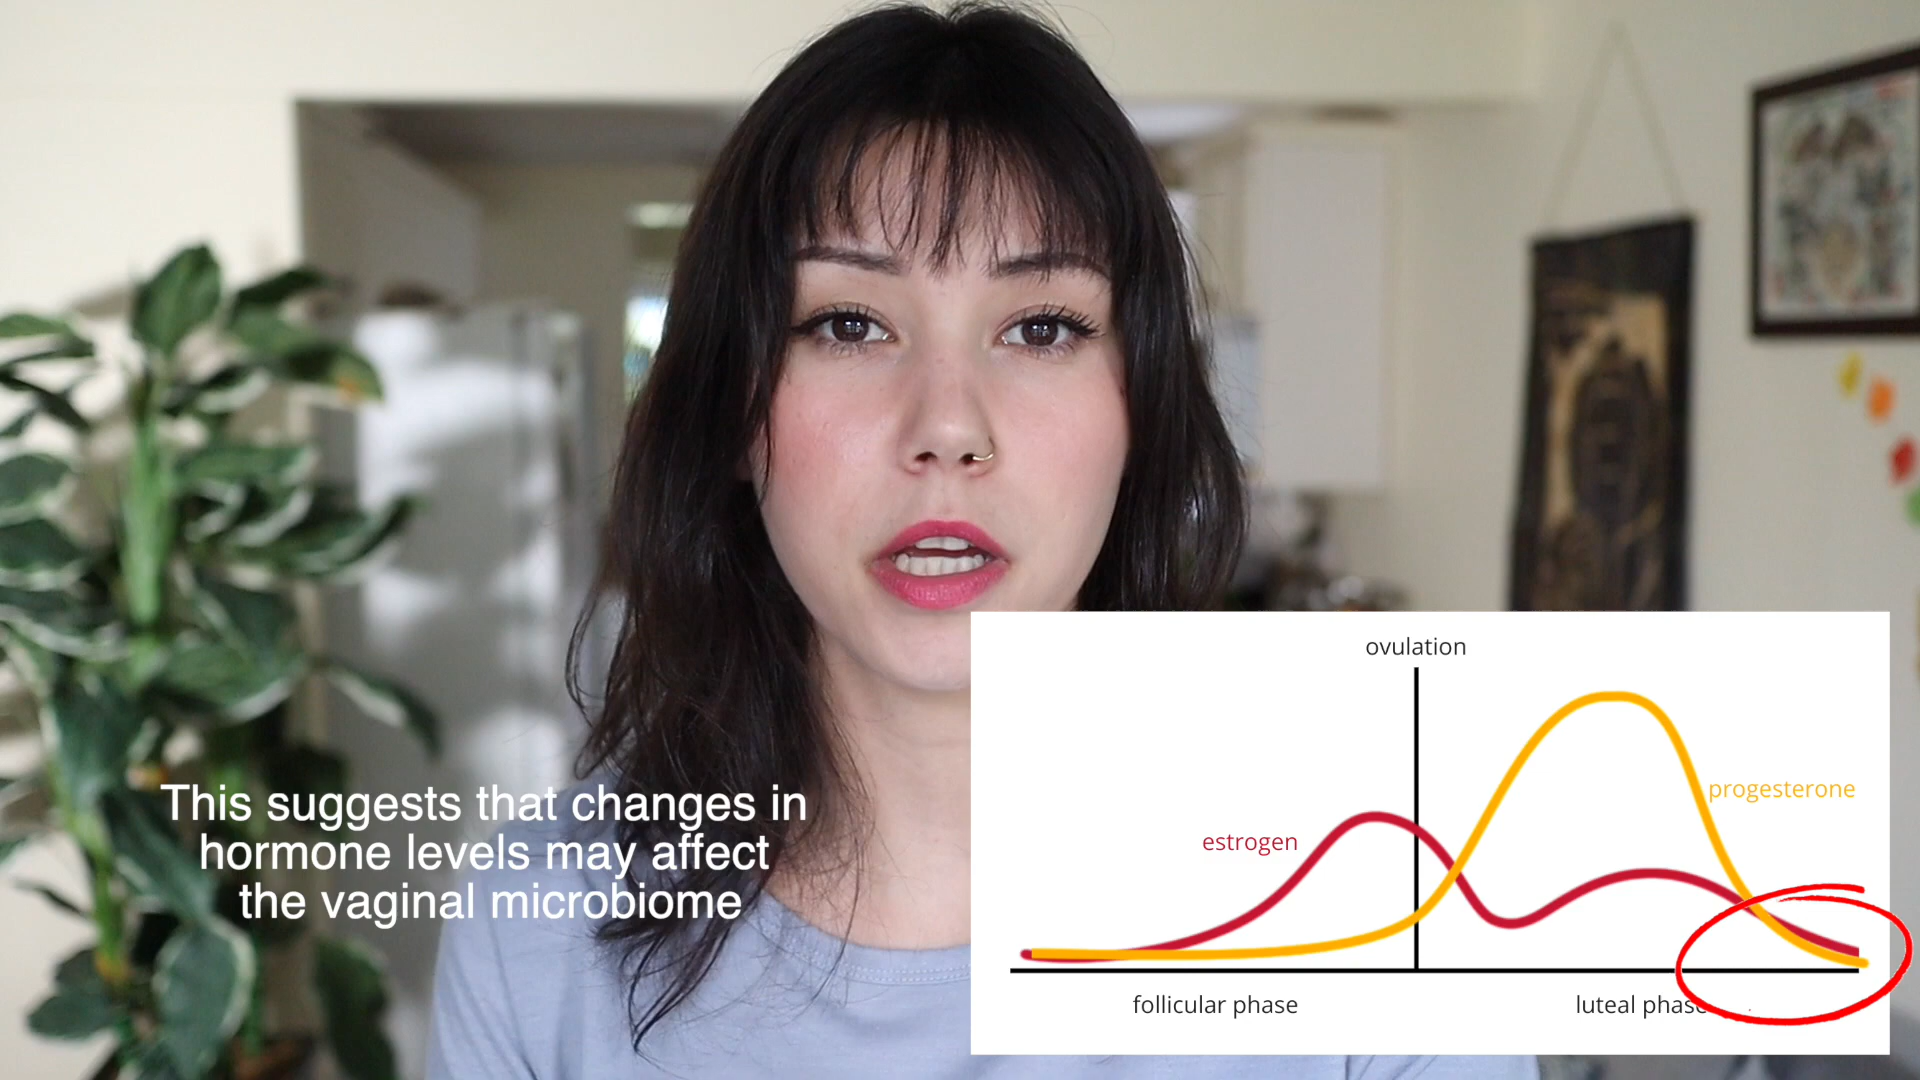 This suggests that changes in
hormone levels may affect
the vaginal microbiome
ovulation
progesterone
estrogen
follicular phase
luteal phase